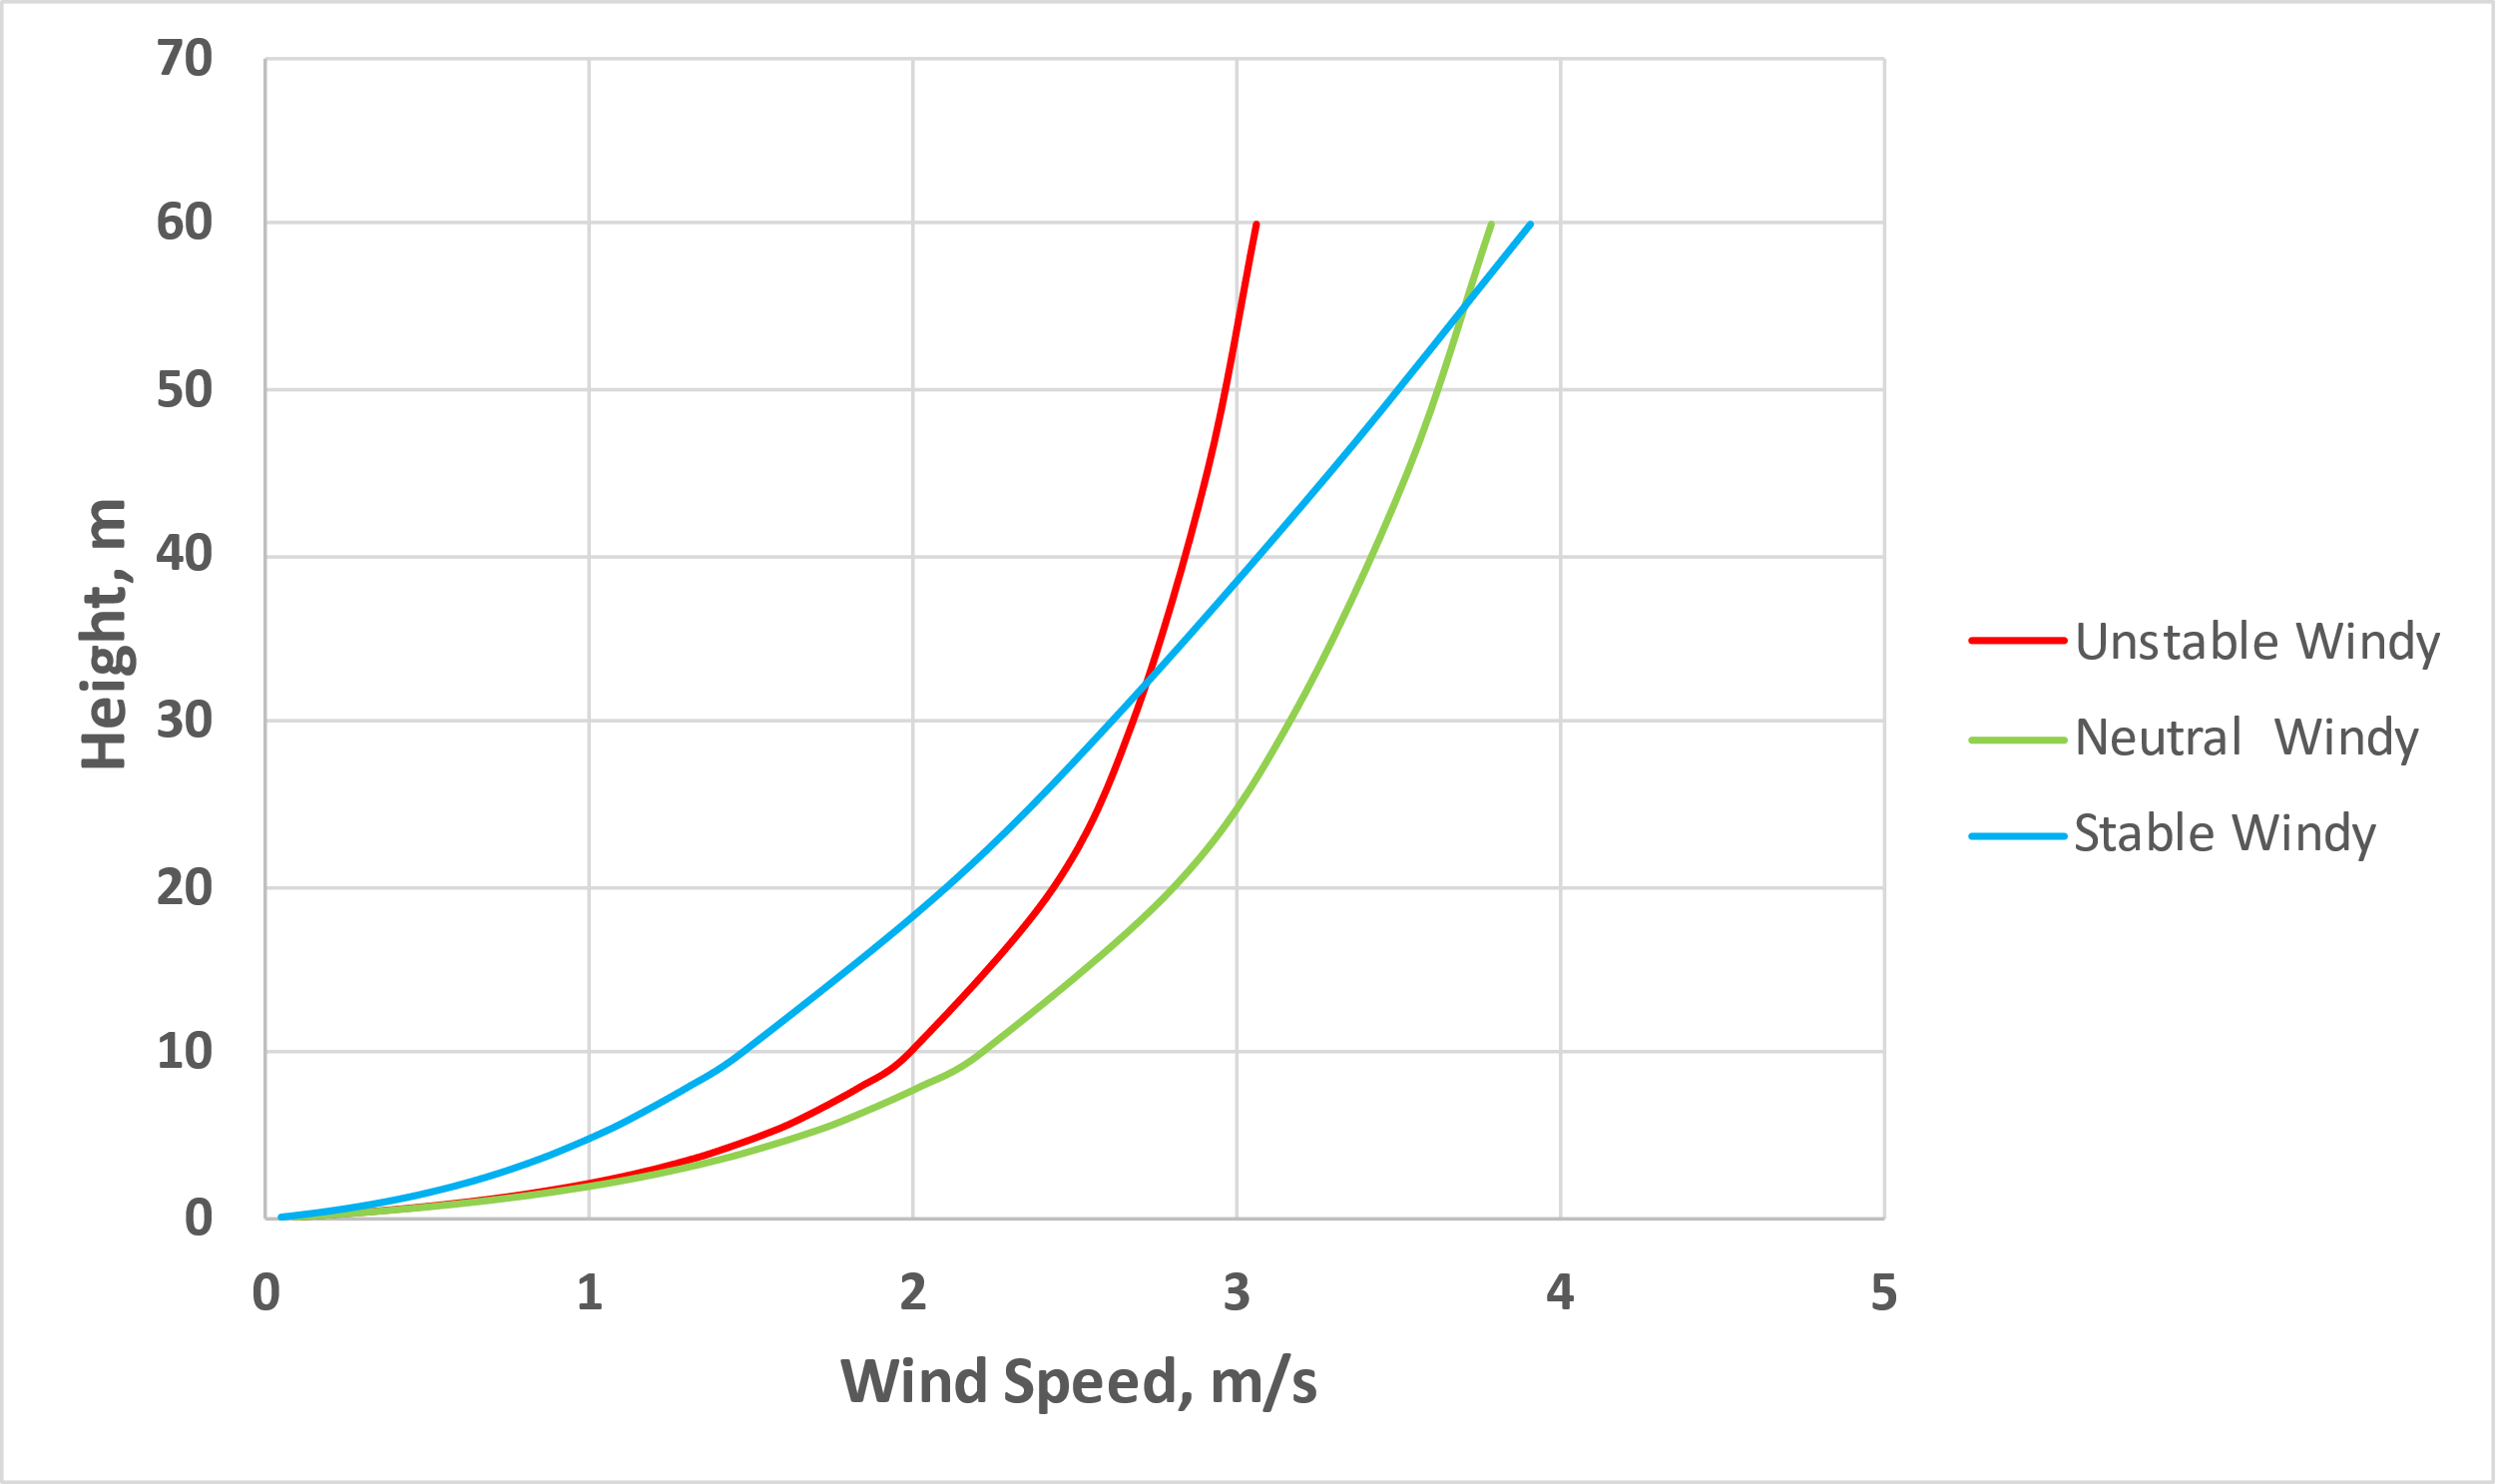 70
60
50
40
30
20
10
0
Height, m
0 1 2 3 4 5
Wind Speed, m/s
Unstable Windy
Neutral  Windy
Stable Windy